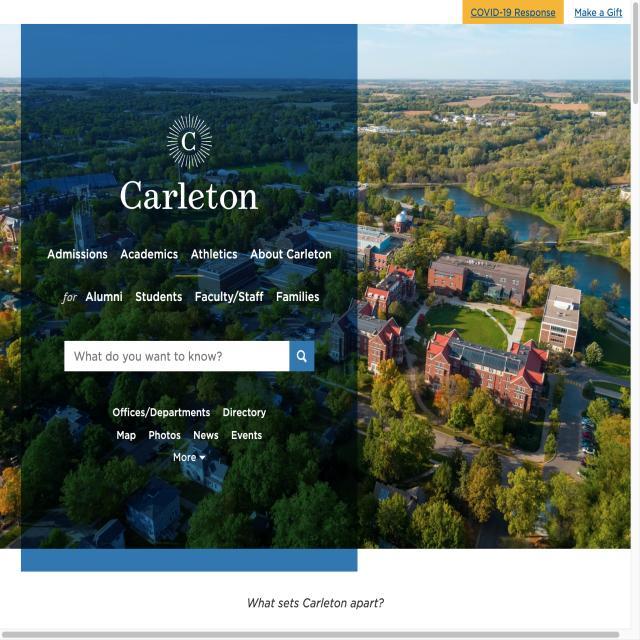 COVID-19 Response Make a Gift
C
Carleton
Admissions Academics Athletics About Carleton
for Alumni Students Faculty/Staff Families
What do you want to know?
Offices/Departments Directory
Map Photos News Events
More
What sets Carleton apart?